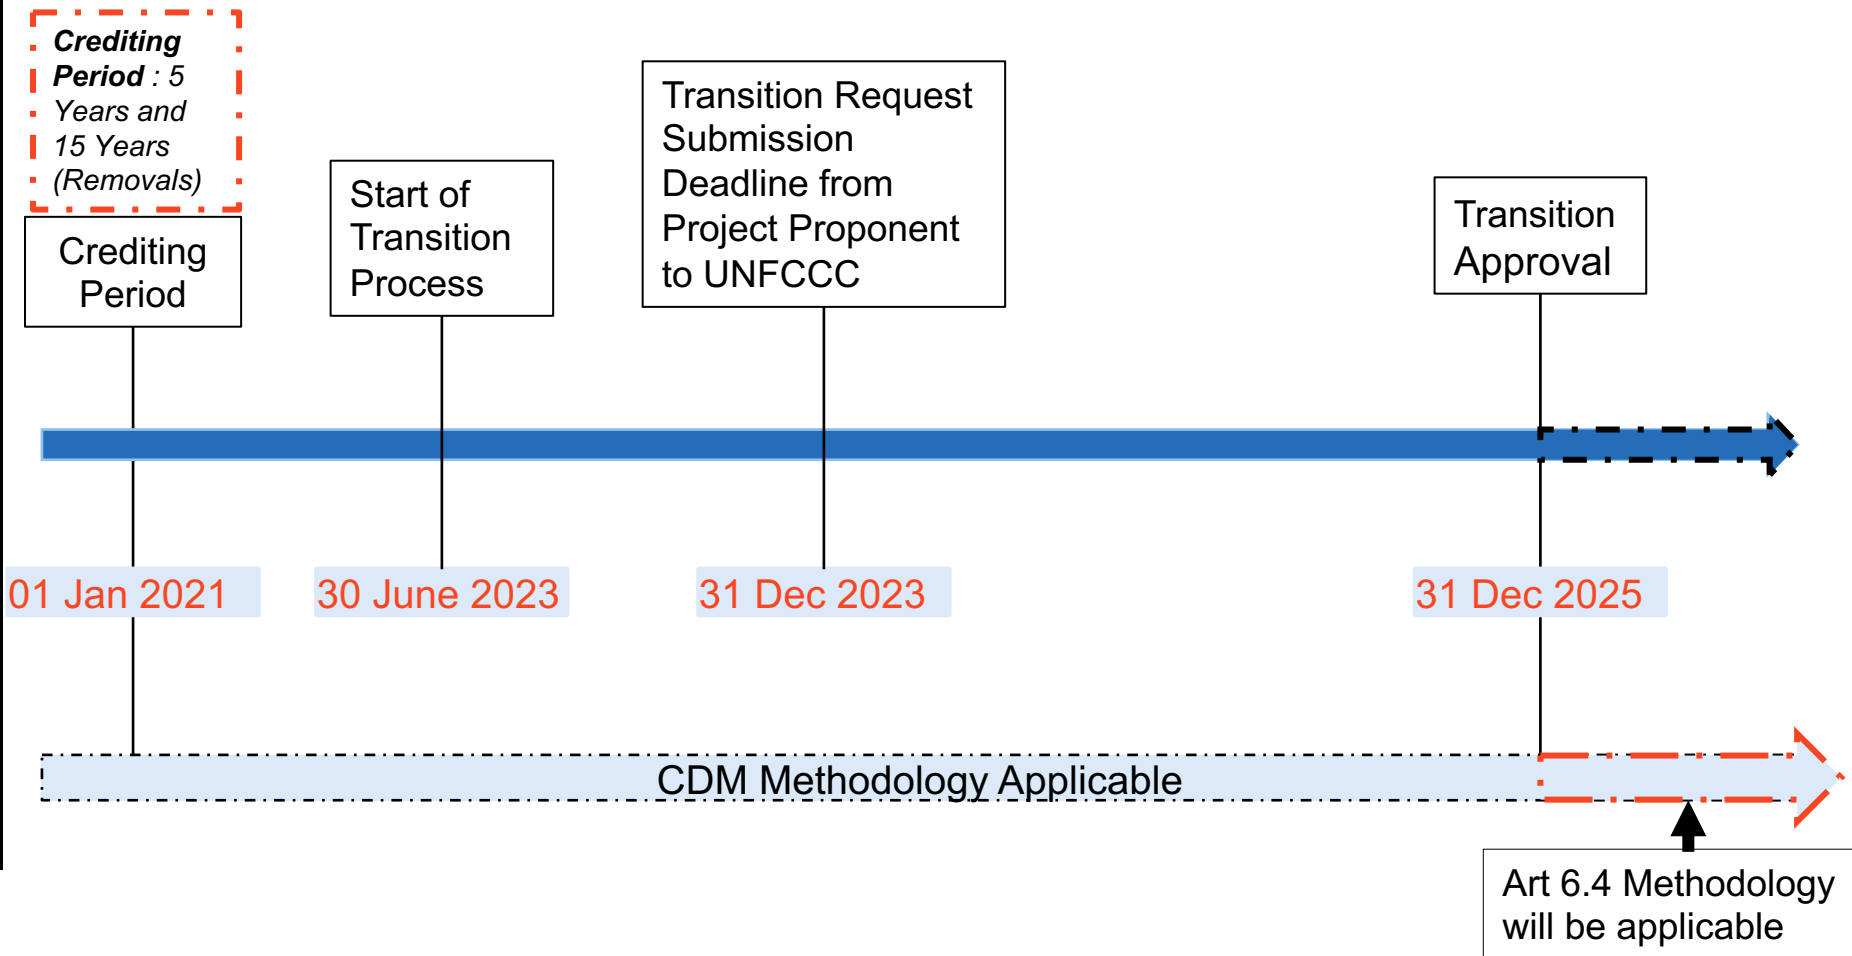 Crediting
Period : 5
Years and
15 Years
(Removals)
Crediting
Period
Start of
Transition
Process
Transition Request
Submission
Deadline from
Project Proponent
to UNFCCC
Transition
Approval
01 Jan 2021
30 June 2023
31 Dec 2023
31 Dec 2025
CDM Methodology Applicable
Art 6.4 Methodology
will be applicable